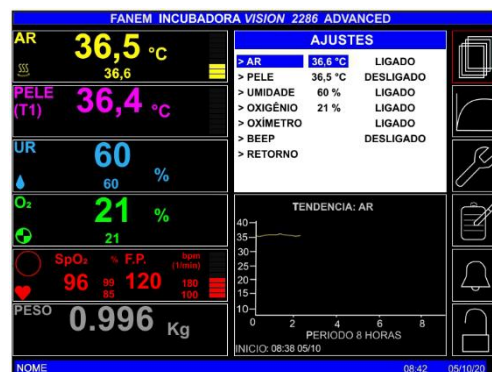 FANEM INCUBADORA VISION 2286 ADVANCED
AR
36,5 °C
36,6
PELE
(T1)
36,4 °C
UR
60 %
60
O₂
21 %
21
SpO₂ % F.P. bpm
(1/min)
96 99 120 180
85 100
PESO
0.996 Kg
AJUSTES
> AR 36,6 °C LIGADO
> PELE 36,5 °C DESLIGADO
> UMIDADE 60 % LIGADO
> OXIGÊNIO 21 % LIGADO
> OXÍMETRO LIGADO
> BEEP DESLIGADO
> RETORNO
TENDENCIA: AR
40
35
30
25
20
15
10
0 2 4 6 8
PERIODO 8 HORAS
INICIO: 08:38 05/10
NOME 08:42 05/10/20